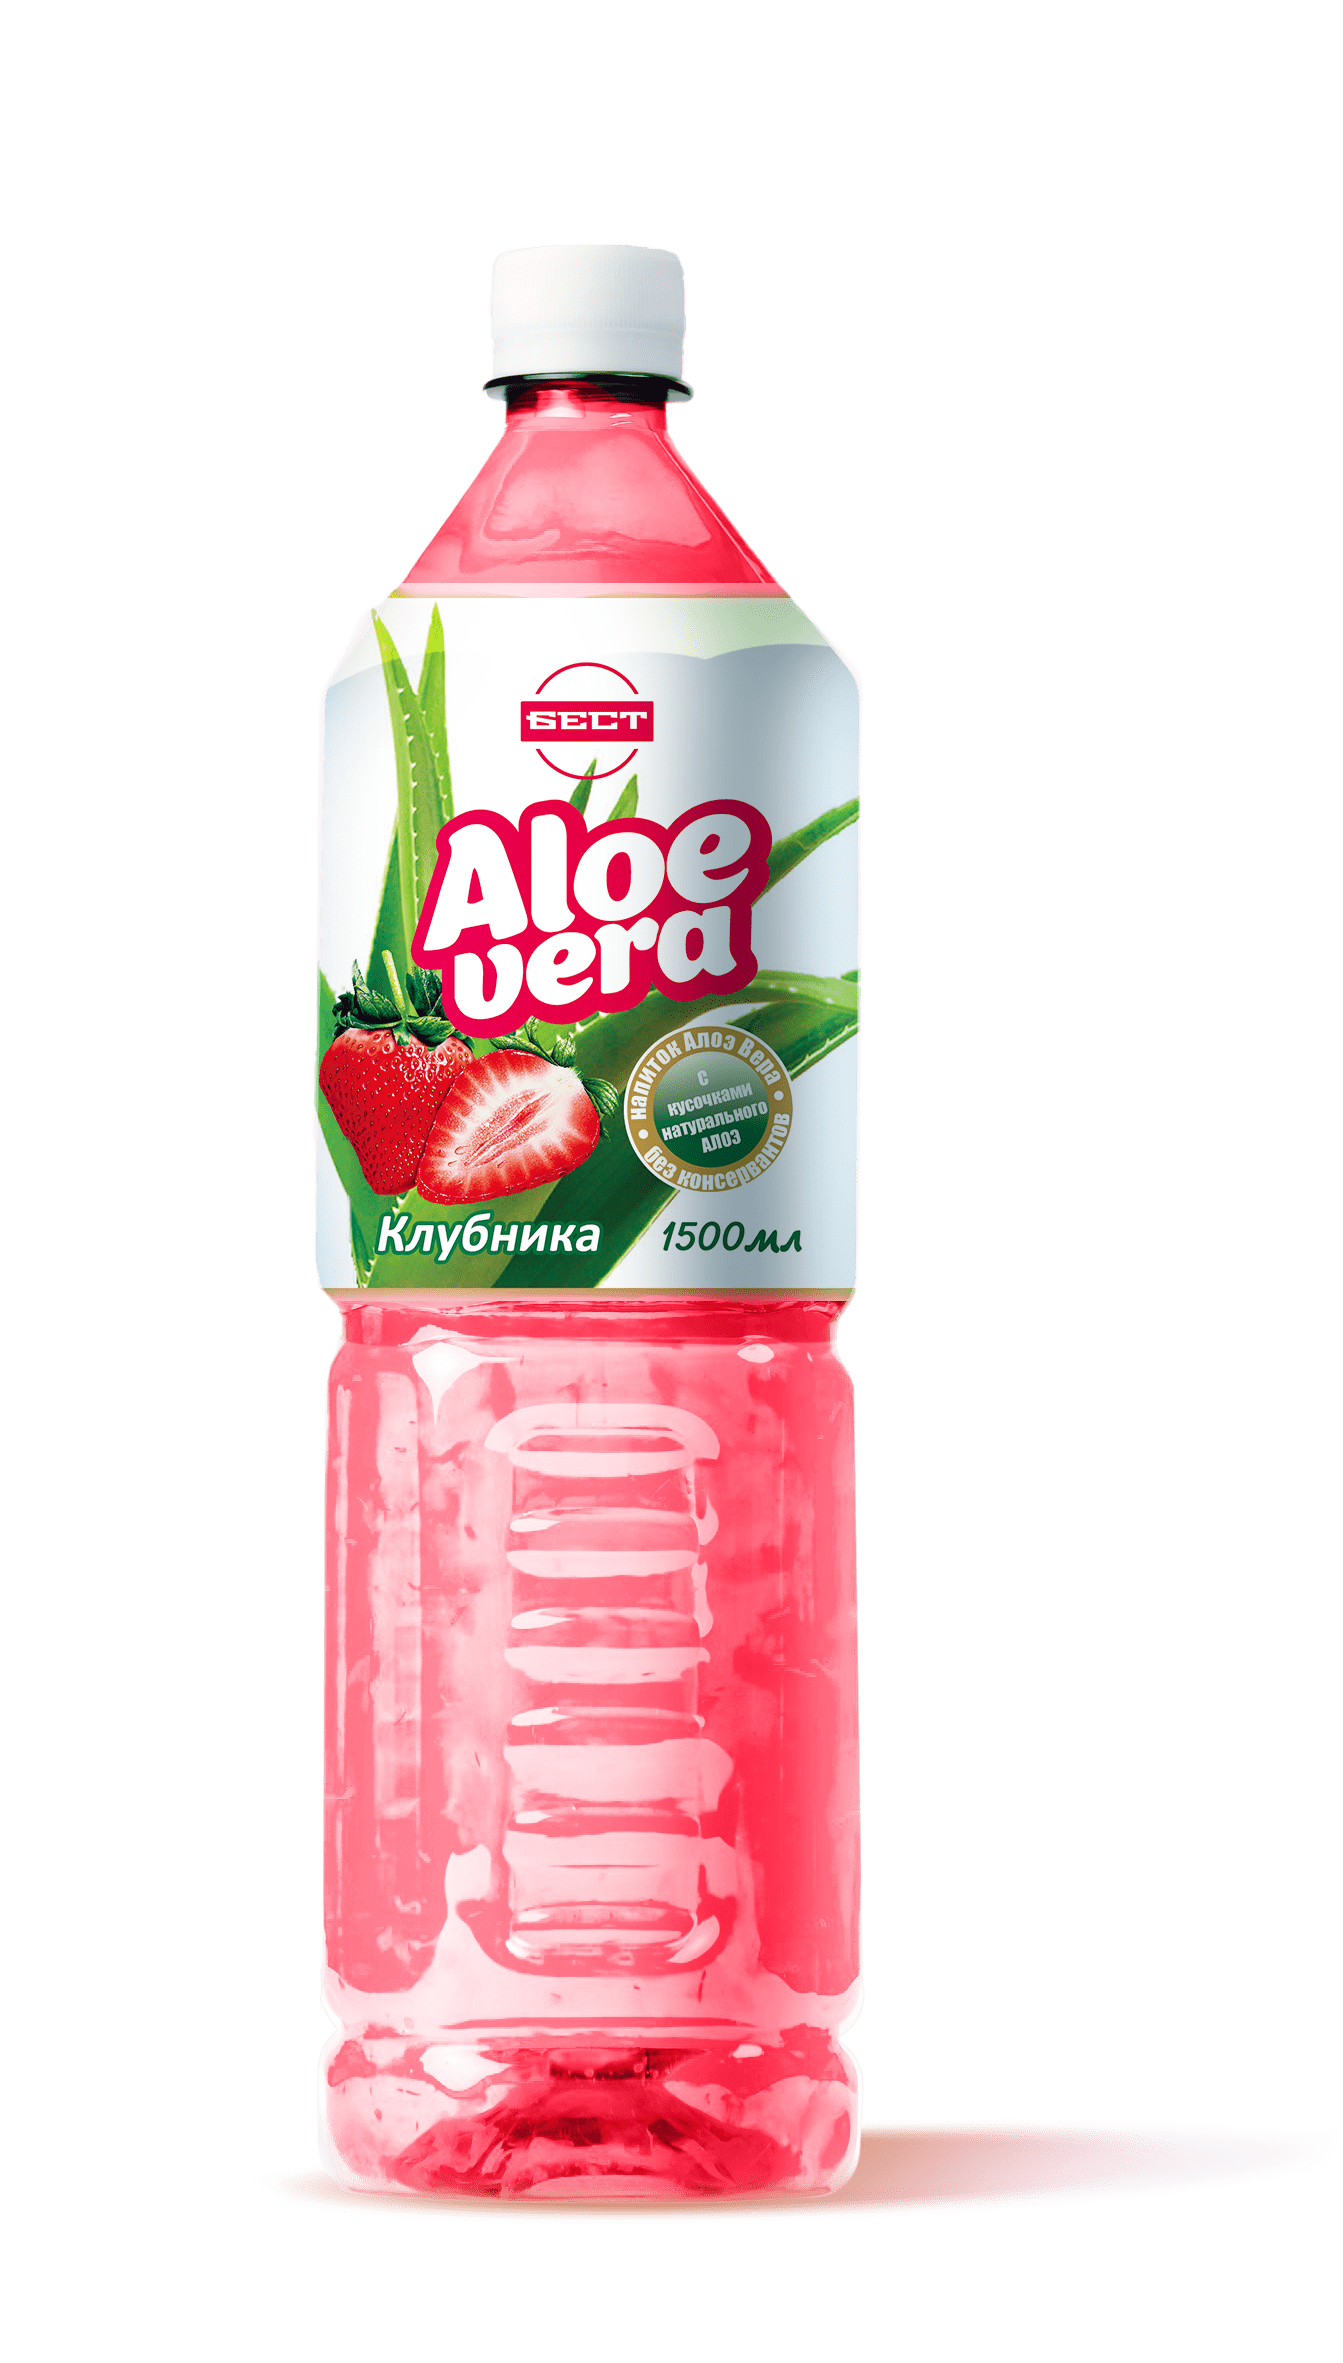 БЕСТ
Aloe
vera
напиток Алоэ Вера
с
кусочками
натурального
АЛОЭ
без консервантов
Клубника
1500мл